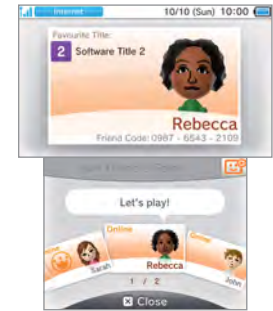 Internet 10/10 (Sun) 10:00
Favourite Title:
2 Software Title 2
Rebecca
Friend Code: 0987 - 6543 - 2109
Let's play!
Online
Online
Sarah
Rebecca
John
1 / 2
X Close